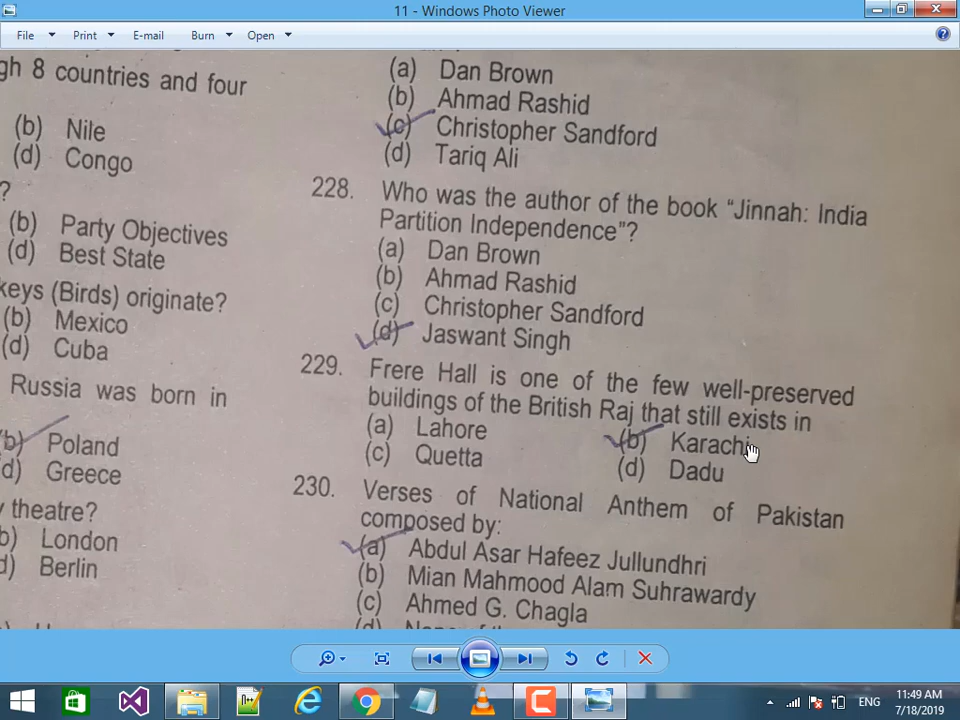 11 - Windows Photo Viewer
File Print E-mail Burn Open
gh 8 countries and four
(b) Nile
(d) Congo
?
(b) Party Objectives
(d) Best State
keys (Birds) originate?
(b) Mexico
(d) Cuba
Russia was born in
(b) Poland
(d) Greece
y theatre?
b) London
d) Berlin
(a) Dan Brown
(b) Ahmad Rashid
(c) Christopher Sandford
(d) Tariq Ali
228. Who was the author of the book "Jinnah: India
Partition Independence"?
(a) Dan Brown
(b) Ahmad Rashid
(c) Christopher Sandford
(d) Jaswant Singh
229. Frere Hall is one of the few well-preserved
buildings of the British Raj that still exists in
(a) Lahore (b) Karachi
(c) Quetta (d) Dadu
230. Verses of National Anthem of Pakistan
composed by:
(a) Abdul Asar Hafeez Jullundhri
(b) Mian Mahmood Alam Suhrawardy
(c) Ahmed G. Chagla
ENG
11:49 AM
7/18/2019